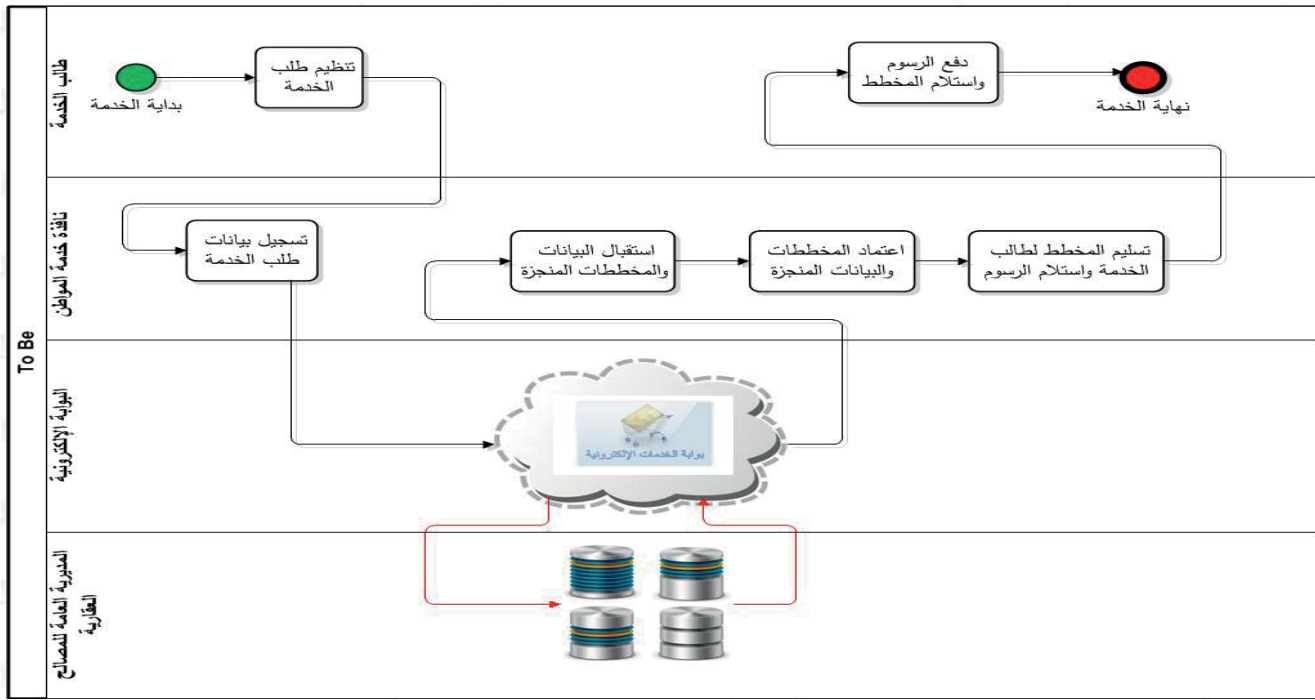 To Be
طالب الخدمة
بداية الخدمة
تنظيم طلب
الخدمة
دفع الرسوم
واستلام المخطط
نهاية الخدمة
نافذة خدمة المواطن
تسجيل بيانات
طلب الخدمة
استقبال البيانات
والمخططات المنجزة
اعتماد المخططات
والبيانات المنجزة
تسليم المخطط لطالب
الخدمة واستلام الرسوم
البوابة الإلكترونية
بوابة الخدمات الإلكترونية
المديرية العامة للمصالح
العقارية